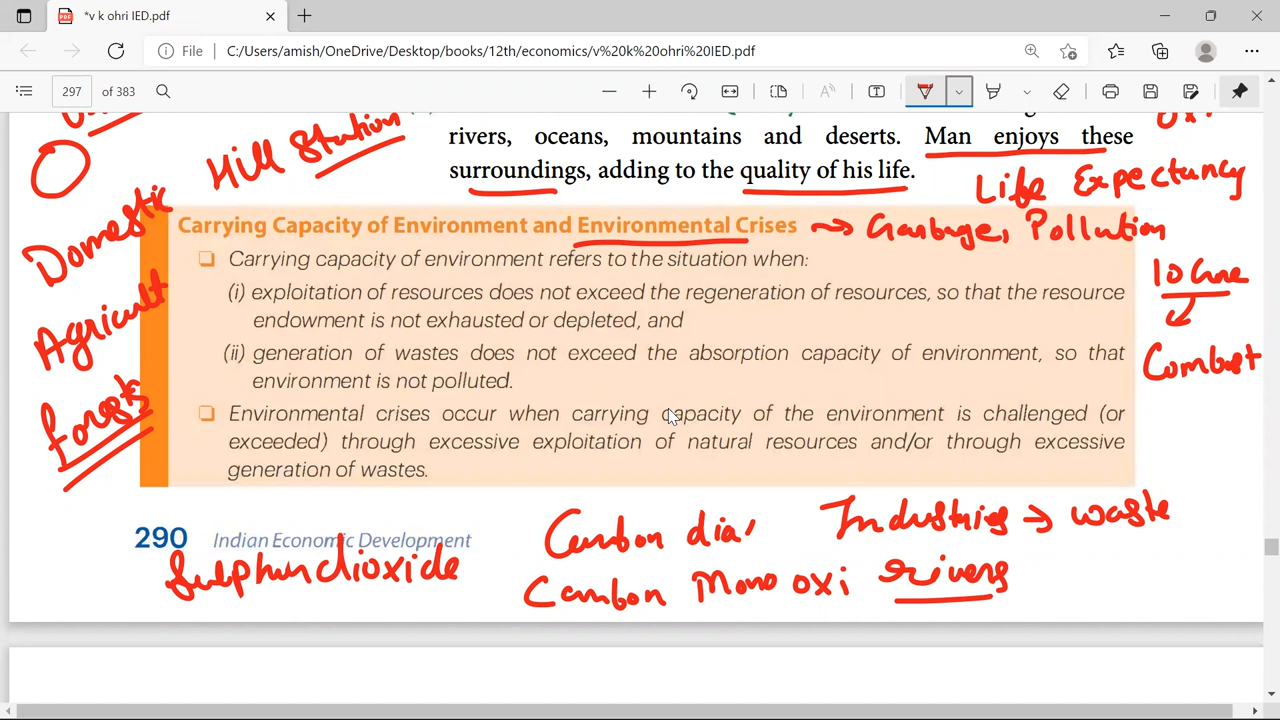 *v k ohri IED.pdf
File C:/Users/amish/OneDrive/Desktop/books/12th/economics/v%20k%20ohri%20IED.pdf
297 of 383
rivers, oceans, mountains and deserts. Man enjoys these
surroundings, adding to the quality of his life.
Hill Station
Life Expectancy
Domestic
Agricult
forests
Carrying Capacity of Environment and Environmental Crises
→ Garbage, Pollution
❑ Carrying capacity of environment refers to the situation when:
(i) exploitation of resources does not exceed the regeneration of resources, so that the resource
endowment is not exhausted or depleted, and
(ii) generation of wastes does not exceed the absorption capacity of environment, so that
environment is not polluted.
❑ Environmental crises occur when carrying capacity of the environment is challenged (or
exceeded) through excessive exploitation of natural resources and/or through excessive
generation of wastes.
Combust
290 Indian Economic Development
Sulphurdioxide
Carbon dia
Carbon Mono oxi
Industries → waste
rivers